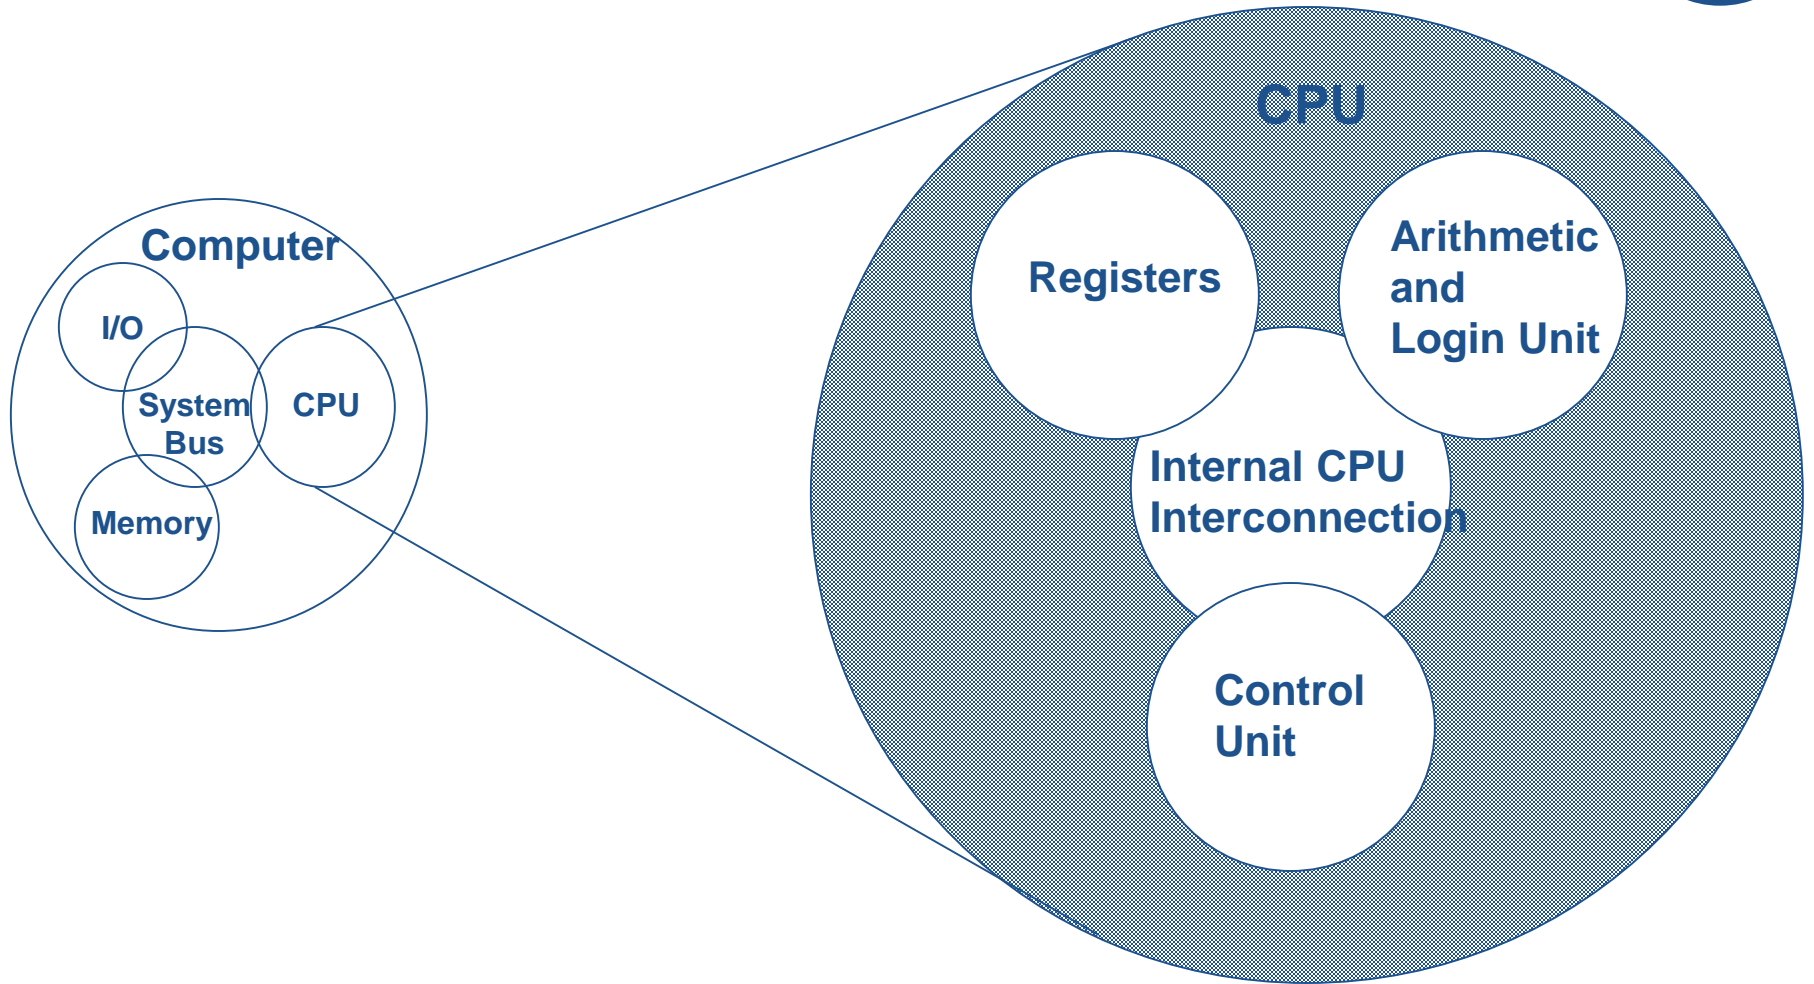 Computer
I/O
System
Bus
CPU
Memory
CPU
Registers
Arithmetic
and
Login Unit
Internal CPU
Interconnection
Control
Unit